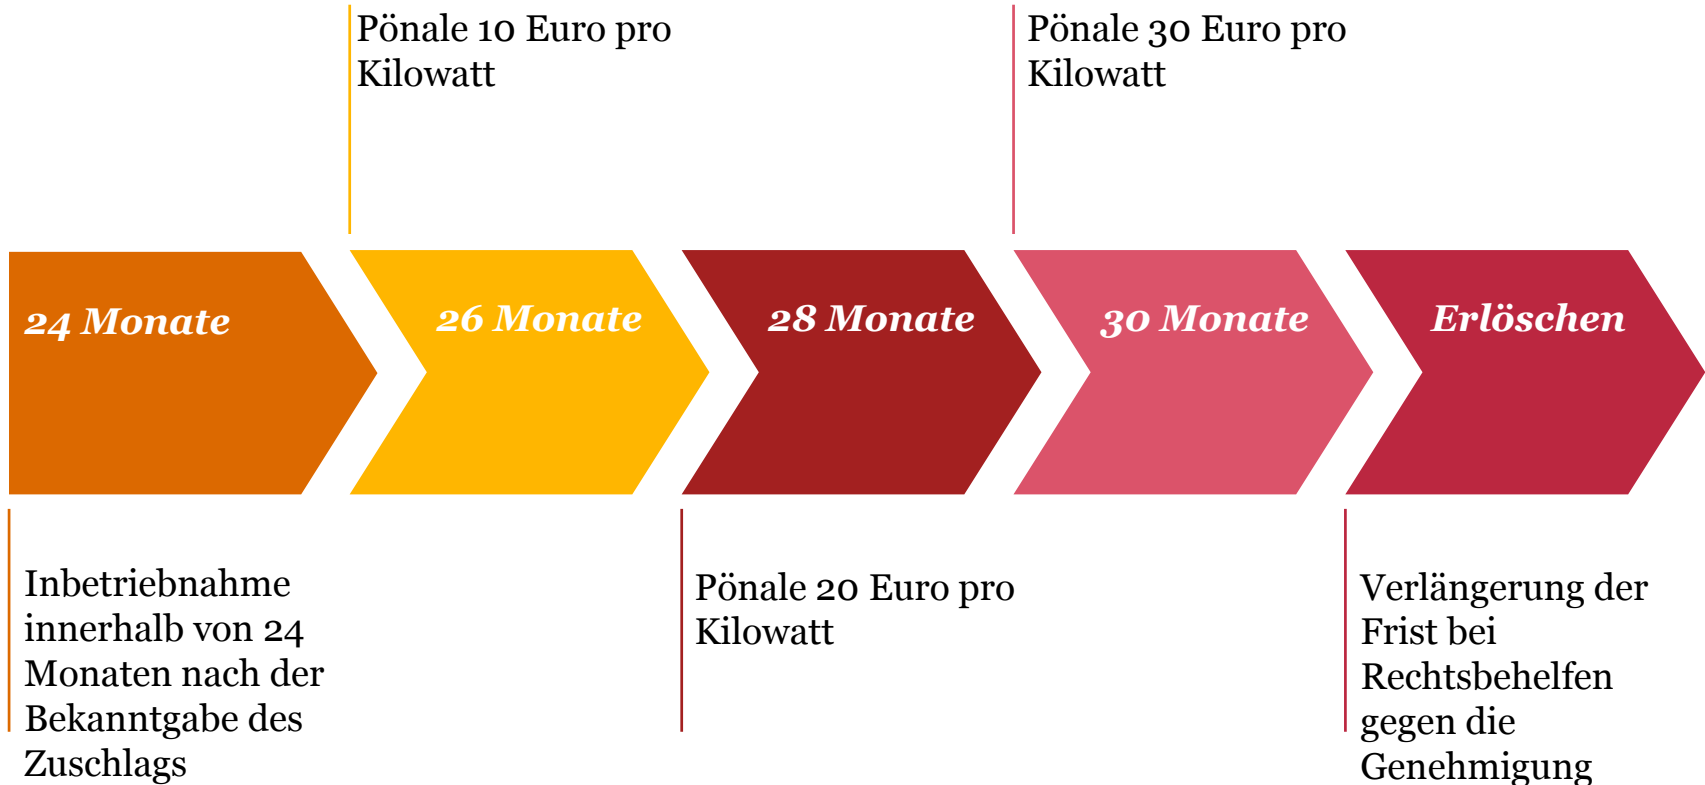 Pönale 10 Euro pro
Kilowatt
Pönale 30 Euro pro
Kilowatt
24 Monate
26 Monate
28 Monate
30 Monate
Erlöschen
Inbetriebnahme
innerhalb von 24
Monaten nach der
Bekanntgabe des
Zuschlags
Pönale 20 Euro pro
Kilowatt
Verlängerung der
Frist bei
Rechtsbehelfen
gegen die
Genehmigung